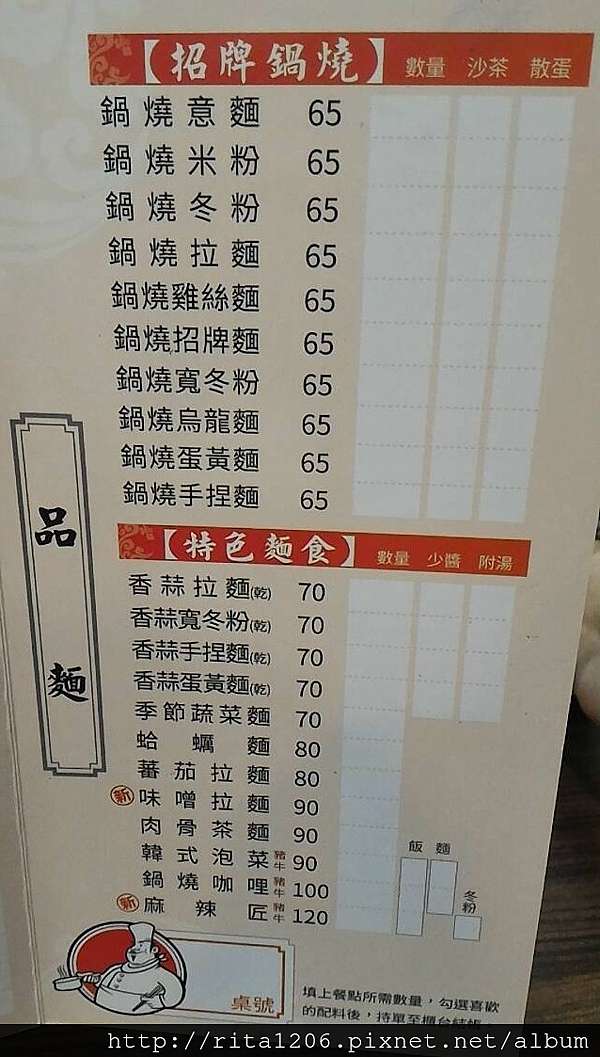 【招牌鍋燒】 數量 沙茶 散蛋
鍋燒意麵 65
鍋燒米粉 65
鍋燒冬粉 65
鍋燒拉麵 65
鍋燒雞絲麵 65
鍋燒招牌麵 65
鍋燒寬冬粉 65
鍋燒烏龍麵 65
鍋燒蛋黃麵 65
鍋燒手捏麵 65
品麵
【特色麵食】 數量 少醬 附湯
香蒜拉麵(乾) 70
香蒜寬冬粉(乾) 70
香蒜手捏麵(乾) 70
香蒜蛋黃麵(乾) 70
季節蔬菜麵 70
蛤蠣麵 80
蕃茄拉麵 80
新 味噌拉麵 90
肉骨茶麵 90
飯 麵
韓式泡菜 豬牛 90
鍋燒咖哩 豬牛 100
冬粉
新 麻辣匠 豬牛 120
桌號
填上餐點所需數量，勾選喜歡
的配料後，持單至櫃台結帳。
http://rita1206.pixnet.net/album